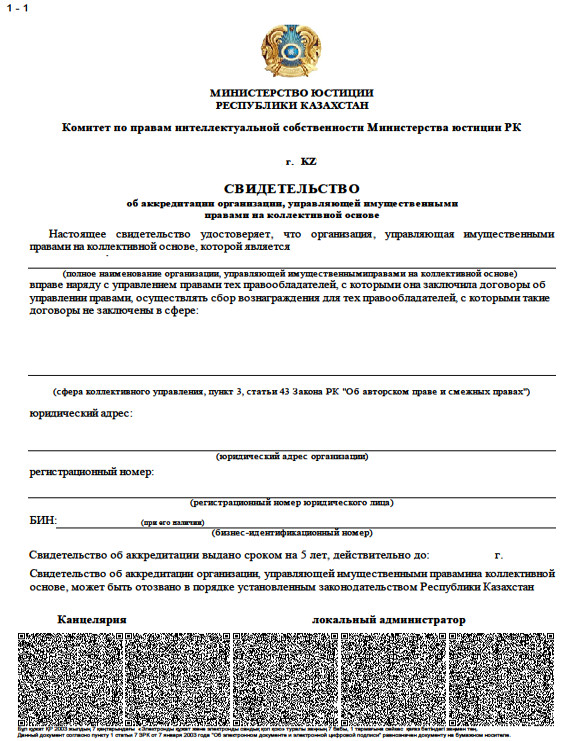 1 - 1
МИНИСТЕРСТВО ЮСТИЦИИ
РЕСПУБЛИКИ КАЗАХСТАН
Комитет по правам интеллектуальной собственности Министерства юстиции РК
г. KZ
СВИДЕТЕЛЬСТВО
об аккредитации организации, управляющей имущественными
правами на коллективной основе
Настоящее свидетельство удостоверяет, что организация, управляющая имущественными
правами на коллективной основе, которой является
(полное наименование организации, управляющей имущественнымиправами на коллективной основе)
вправе наряду с управлением правами тех правообладателей, с которыми она заключила договоры об
управлении правами, осуществлять сбор вознаграждения для тех правообладателей, с которыми такие
договоры не заключены в сфере:
(сфера коллективного управления, пункт 3, статьи 43 Закона РК "Об авторском праве и смежных правах")
юридический адрес:
(юридический адрес организации)
регистрационный номер:
(регистрационный номер юридического лица)
БИН: (при его наличии)
(бизнес-идентификационный номер)
Свидетельство об аккредитации выдано сроком на 5 лет, действительно до: г.
Свидетельство об аккредитации организации, управляющей имущественными правамина коллективной
основе, может быть отозвано в порядке установленным законодательством Республики Казахстан
Канцелярия локальный администратор
Бұл құжат ҚР 2003 жылдың 7 қаңтарындағы «Электронды құжат және электронды сандық қол қою» туралы заңның 7 бабы, 1 тармағына сәйкес қағаз бетіндегі заңмен тең.
Данный документ согласно пункту 1 статьи 7 ЗРК от 7 января 2003 года "Об электронном документе и электронной цифровой подписи" равнозначен документу на бумажном носителе.